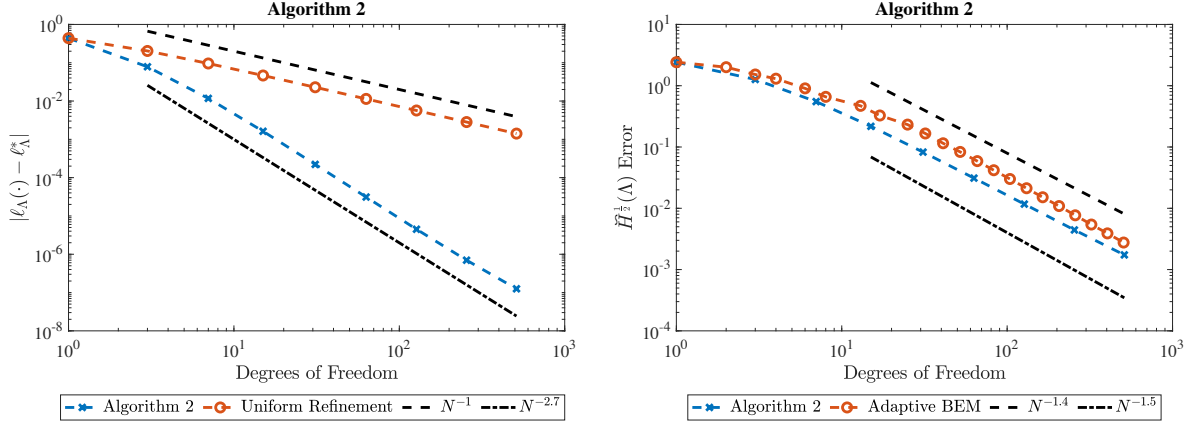 Algorithm 2
10^0
10^-2
10^-4
10^-6
10^-8
|ℓ_Λ(·) − ℓ*_Λ|
10^0 10^1 10^2 10^3
Degrees of Freedom
Algorithm 2 Uniform Refinement N^-1 N^-2.7
Algorithm 2
10^1
10^0
10^-1
10^-2
10^-3
10^-4
H̃^{1/2}(Λ) Error
10^0 10^1 10^2 10^3
Degrees of Freedom
Algorithm 2 Adaptive BEM N^-1.4 N^-1.5